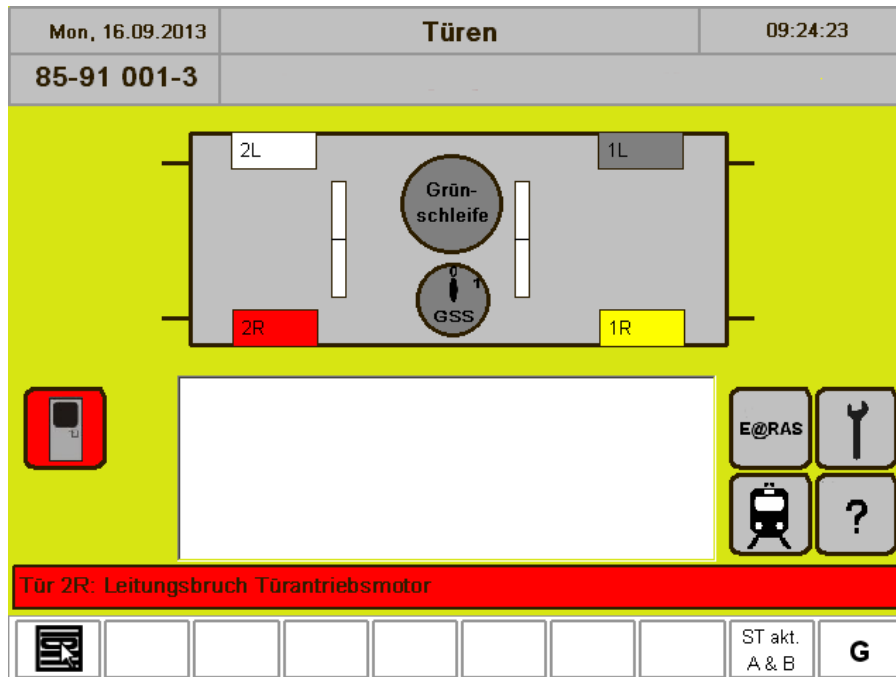 Mon, 16.09.2013
Türen
09:24:23
85-91 001-3
2L
1L
Grün-
schleife
0
1
GSS
2R
1R
E@RAS
?
Tür 2R: Leitungsbruch Türantriebsmotor
ST akt.
A & B
G